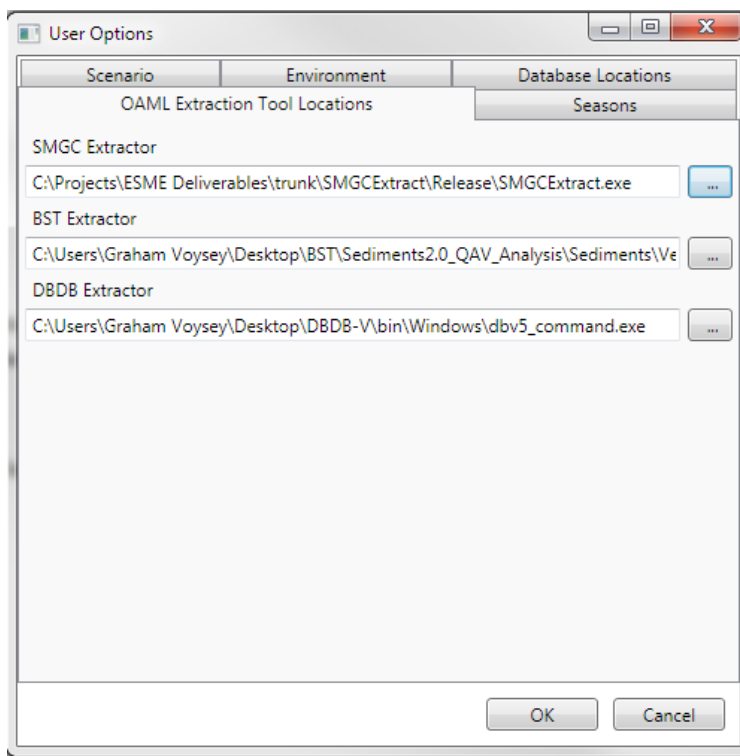 User Options
Scenario Environment Database Locations
OAML Extraction Tool Locations Seasons
SMGC Extractor
C:\Projects\ESME Deliverables\trunk\SMGCExtract\Release\SMGCExtract.exe ...
BST Extractor
C:\Users\Graham Voysey\Desktop\BST\Sediments2.0_QAV_Analysis\Sediments\Ve ...
DBDB Extractor
C:\Users\Graham Voysey\Desktop\DBDB-V\bin\Windows\dbv5_command.exe ...
OK Cancel